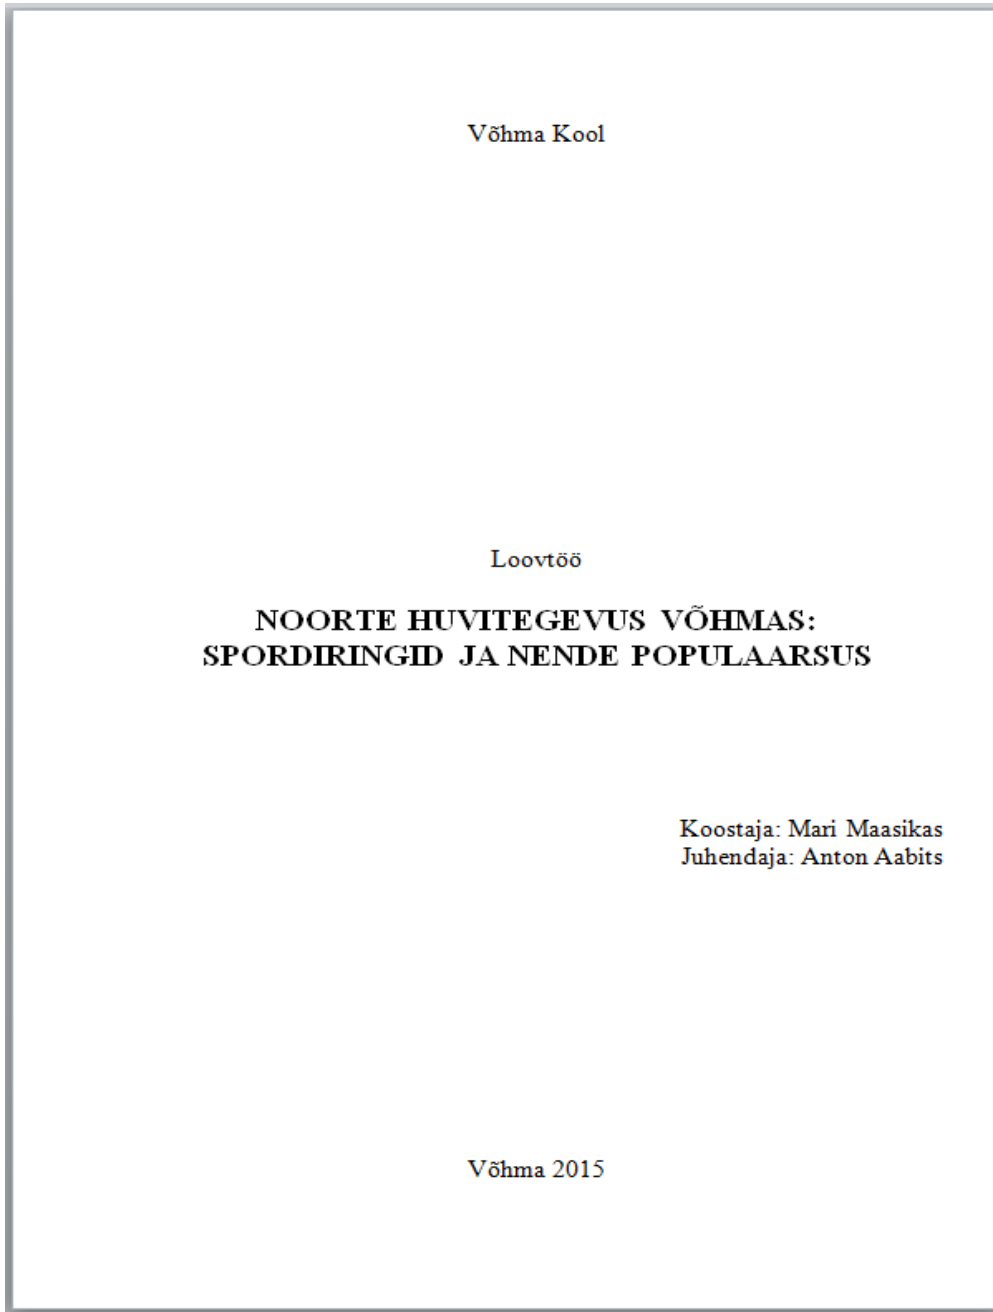 Võhma Kool
Loovtöö
NOORTE HUVITEGEVUS VÕHMAS:
SPORDIRINGID JA NENDE POPULAARSUS
Koostaja: Mari Maasikas
Juhendaja: Anton Aabits
Võhma 2015